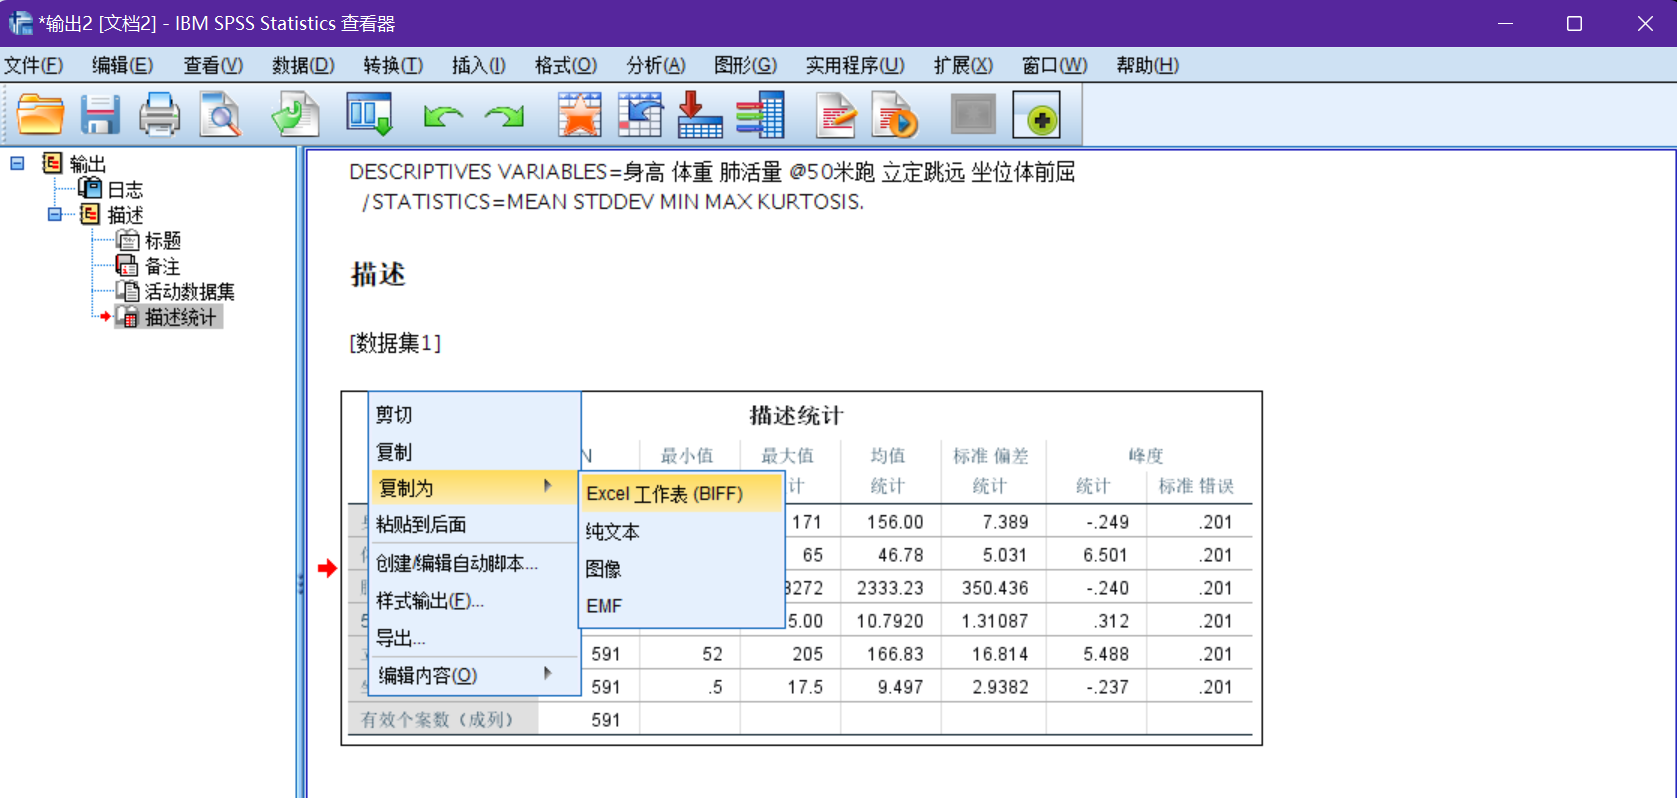 *输出2 [文档2] - IBM SPSS Statistics 查看器
文件(F) 编辑(E) 查看(V) 数据(D) 转换(T) 插入(I) 格式(O) 分析(A) 图形(G) 实用程序(U) 扩展(X) 窗口(W) 帮助(H)
输出
日志
描述
标题
备注
活动数据集
描述统计
DESCRIPTIVES VARIABLES=身高 体重 肺活量 @50米跑 立定跳远 坐位体前屈
/STATISTICS=MEAN STDDEV MIN MAX KURTOSIS.
描述
[数据集1]
描述统计
N 最小值 最大值 均值 标准 偏差 峰度
计 统计 统计 统计 标准 错误
171 156.00 7.389 -.249 .201
65 46.78 5.031 6.501 .201
3272 2333.23 350.436 -.240 .201
5.00 10.7920 1.31087 .312 .201
591 52 205 166.83 16.814 5.488 .201
591 .5 17.5 9.497 2.9382 -.237 .201
有效个案数（成列） 591
剪切
复制
复制为
粘贴到后面
创建/编辑自动脚本...
样式输出(F)...
导出...
编辑内容(O)
Excel 工作表 (BIFF)
纯文本
图像
EMF